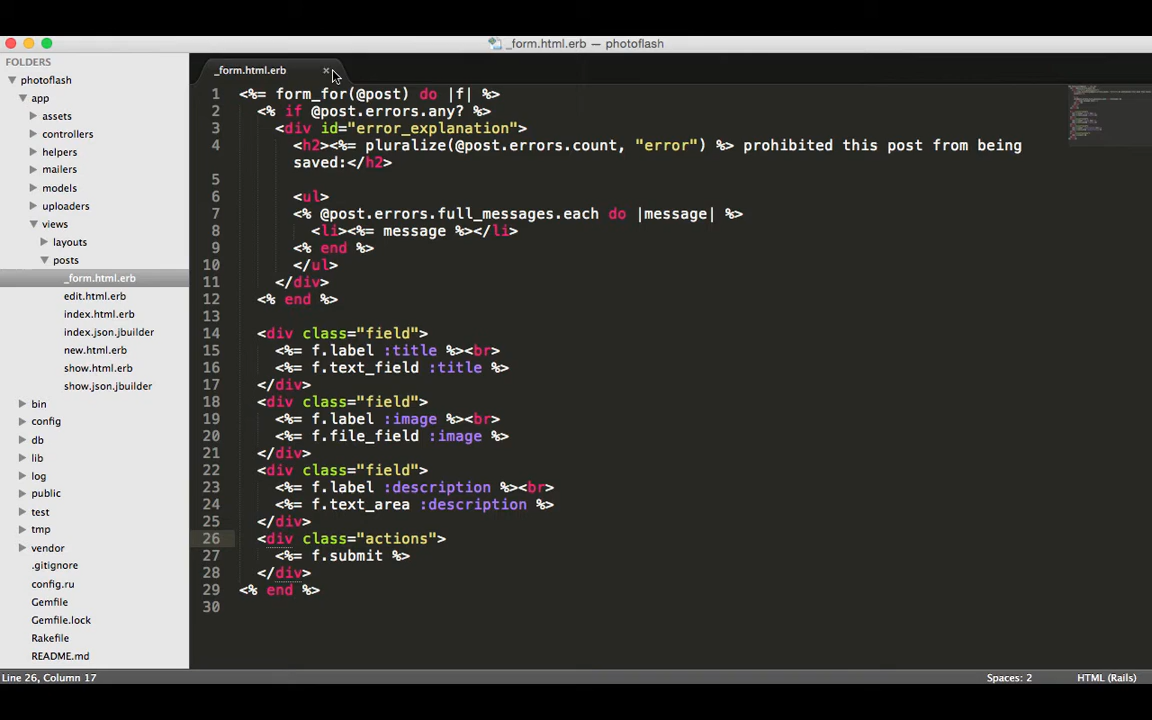 _form.html.erb — photoflash
FOLDERS
photoflash
app
assets
controllers
helpers
mailers
models
uploaders
views
layouts
posts
_form.html.erb
edit.html.erb
index.html.erb
index.json.jbuilder
new.html.erb
show.html.erb
show.json.jbuilder
bin
config
db
lib
log
public
test
tmp
vendor
.gitignore
config.ru
Gemfile
Gemfile.lock
Rakefile
README.md
_form.html.erb ×
1 <%= form_for(@post) do |f| %>
2 <% if @post.errors.any? %>
3 <div id="error_explanation">
4 <h2><%= pluralize(@post.errors.count, "error") %> prohibited this post from being
saved:</h2>
5
6 <ul>
7 <% @post.errors.full_messages.each do |message| %>
8 <li><%= message %></li>
9 <% end %>
10 </ul>
11 </div>
12 <% end %>
13
14 <div class="field">
15 <%= f.label :title %><br>
16 <%= f.text_field :title %>
17 </div>
18 <div class="field">
19 <%= f.label :image %><br>
20 <%= f.file_field :image %>
21 </div>
22 <div class="field">
23 <%= f.label :description %><br>
24 <%= f.text_area :description %>
25 </div>
26 <div class="actions">
27 <%= f.submit %>
28 </div>
29 <% end %>
30
Line 26, Column 17
Spaces: 2
HTML (Rails)